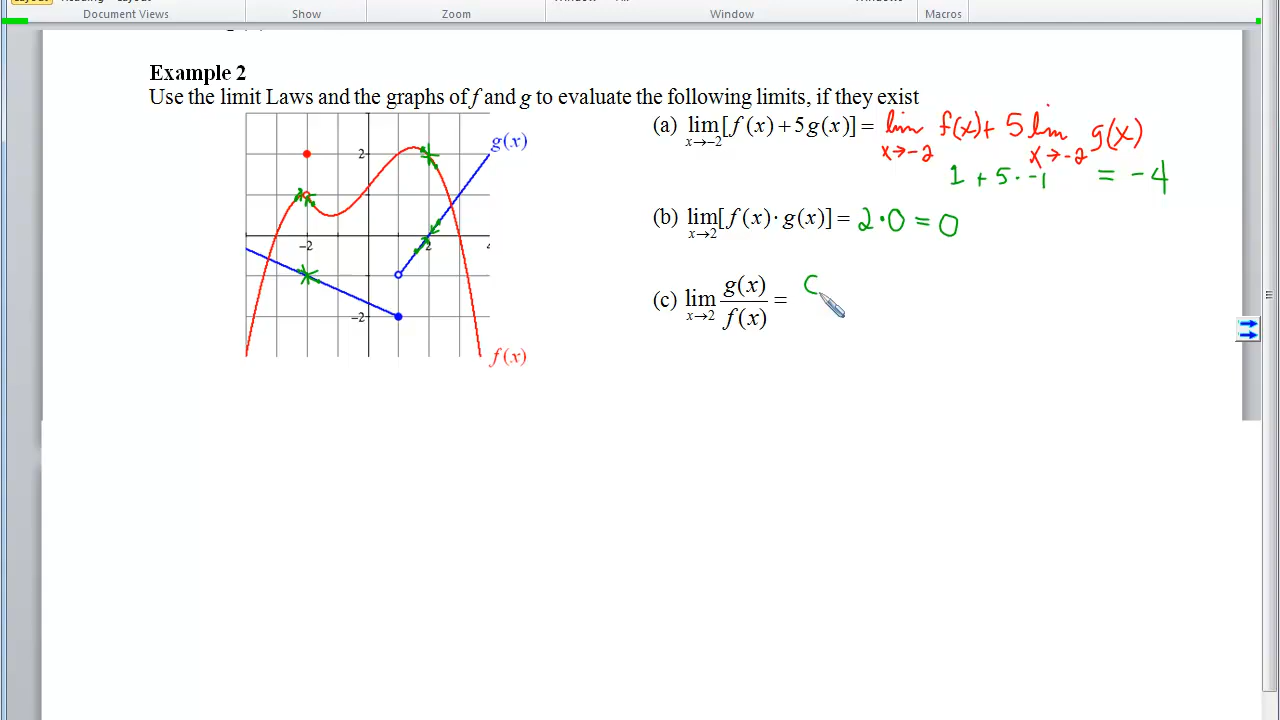 Document Views Show Zoom Window Macros
Example 2
Use the limit Laws and the graphs of f and g to evaluate the following limits, if they exist
g(x)
2
-2 2 4
-2
f(x)
(a) lim x→-2 [f(x) + 5g(x)] = lim x→-2 f(x) + 5 lim x→-2 g(x)
1 + 5 · -1 = -4
(b) lim x→2 [f(x) · g(x)] = 2 · 0 = 0
(c) lim x→2 g(x)/f(x) =